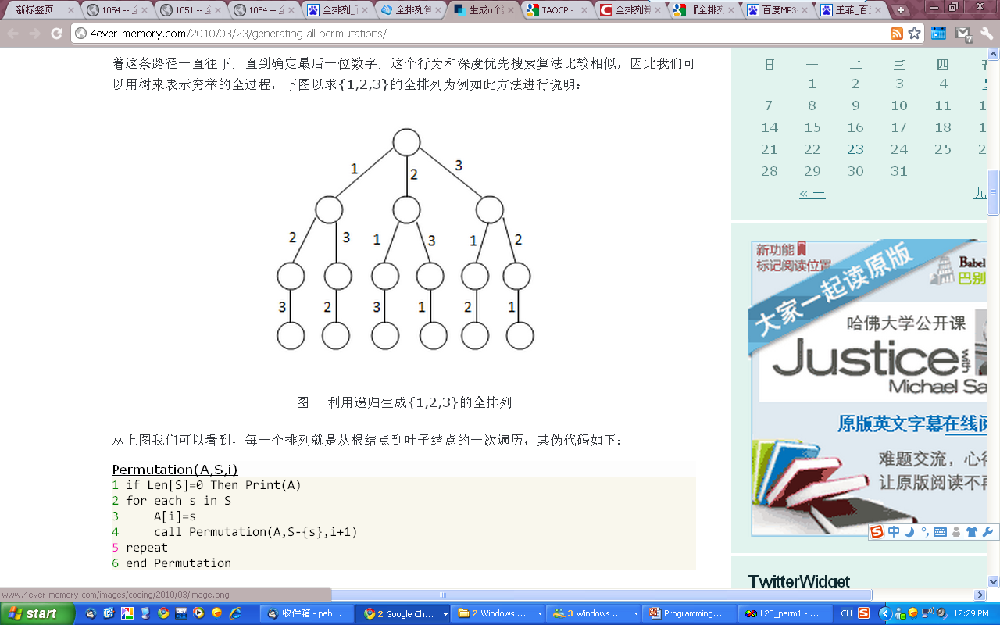 新标签页
1054 -- 全
1051 -- 全
1054 -- 全
全排列_百
全排列算
生成n个
TAOCP -
全排列算
『全排列
百度MP3
王菲_百
4ever-memory.com/2010/03/23/generating-all-permutations/
着这条路径一直往下，直到确定最后一位数字，这个行为和深度优先搜索算法比较相似，因此我们可
以用树来表示穷举的全过程，下图以求{1,2,3}的全排列为例如此方法进行说明：
1 2 3
2 3 1 3 1 2
3 2 3 1 2 1
图一 利用递归生成{1,2,3}的全排列
从上图我们可以看到，每一个排列就是从根结点到叶子结点的一次遍历，其伪代码如下：
Permutation(A,S,i)
1 if Len[S]=0 Then Print(A)
2 for each s in S
3 A[i]=s
4 call Permutation(A,S-{s},i+1)
5 repeat
6 end Permutation
日 一 二 三 四
1 2 3 4
7 8 9 10 11 1
14 15 16 17 18 1
21 22 23 24 25 2
28 29 30 31
« 一 九
新功能
标记阅读位置
Babel
巴别
大家一起读原版
哈佛大学公开课
Justice
with
Michael Sa
原版英文字幕在线阅
难题交流，心得
让原版阅读不再
中
TwitterWidget
www.4ever-memory.com/images/coding/2010/03/image.png
start
收件箱 - peb...
2 Google Ch...
2 Windows ...
3 Windows ...
Programming...
L20_perm1 - ...
CH
12:29 PM